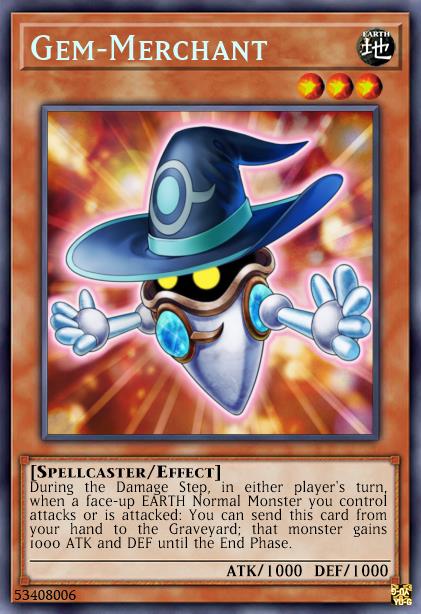 GEM-MERCHANT
EARTH
地
[SPELLCASTER/EFFECT]
During the Damage Step, in either player's turn,
when a face-up EARTH Normal Monster you control
attacks or is attacked: You can send this card from
your hand to the Graveyard; that monster gains
1000 ATK and DEF until the End Phase.
ATK/1000 DEF/1000
53408006